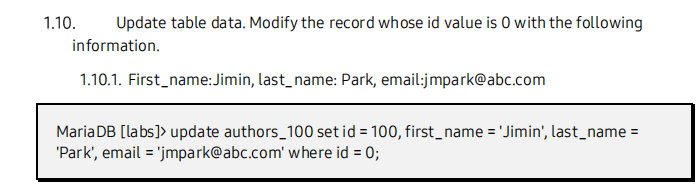 1.10. Update table data. Modify the record whose id value is 0 with the following
information.
1.10.1. First_name:Jimin, last_name: Park, email:jmpark@abc.com
MariaDB [labs]> update authors_100 set id = 100, first_name = 'Jimin', last_name =
'Park', email = 'jmpark@abc.com' where id = 0;